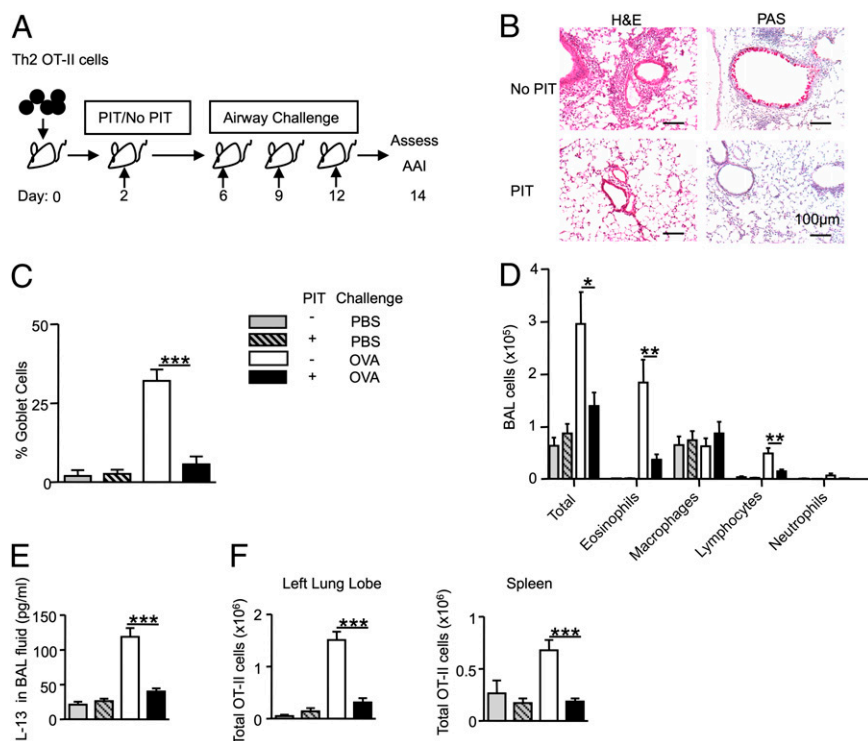 A
Th2 OT-II cells
PIT/No PIT
Airway Challenge
Assess
AAI
Day: 0
2
6
9
12
14
B
H&E
PAS
No PIT
PIT
100μm
C
% Goblet Cells
50
25
0
***
PIT Challenge
- PBS
+ PBS
- OVA
+ OVA
D
BAL cells (x10⁵)
4
3
2
1
0
*
**
**
Total
Eosinophils
Macrophages
Lymphocytes
Neutrophils
E
L-13 in BAL fluid (pg/ml)
150
100
50
0
***
F
Left Lung Lobe
Total OT-II cells (x10⁶)
2
1
0
***
Spleen
Total OT-II cells (x10⁶)
1
0.5
0
***